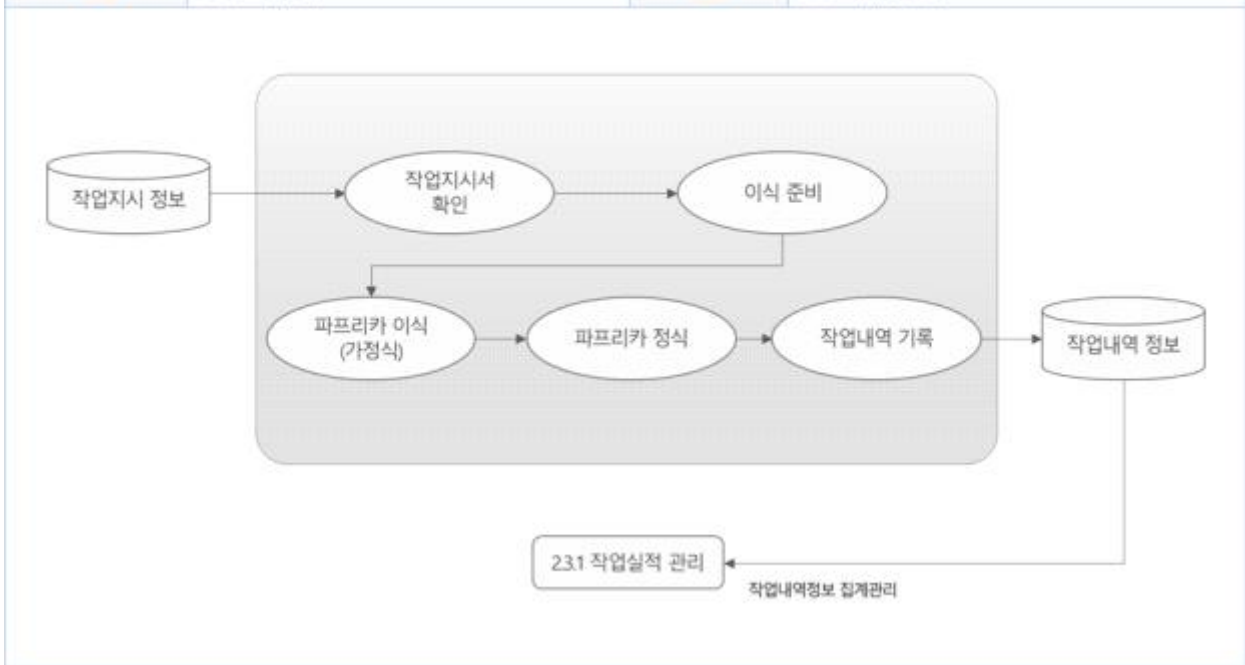 작업지시 정보
작업지시서
확인
이식 준비
파프리카 이식
(가정식)
파프리카 정식
작업내역 기록
작업내역 정보
2.3.1 작업실적 관리
작업내역정보 집계관리